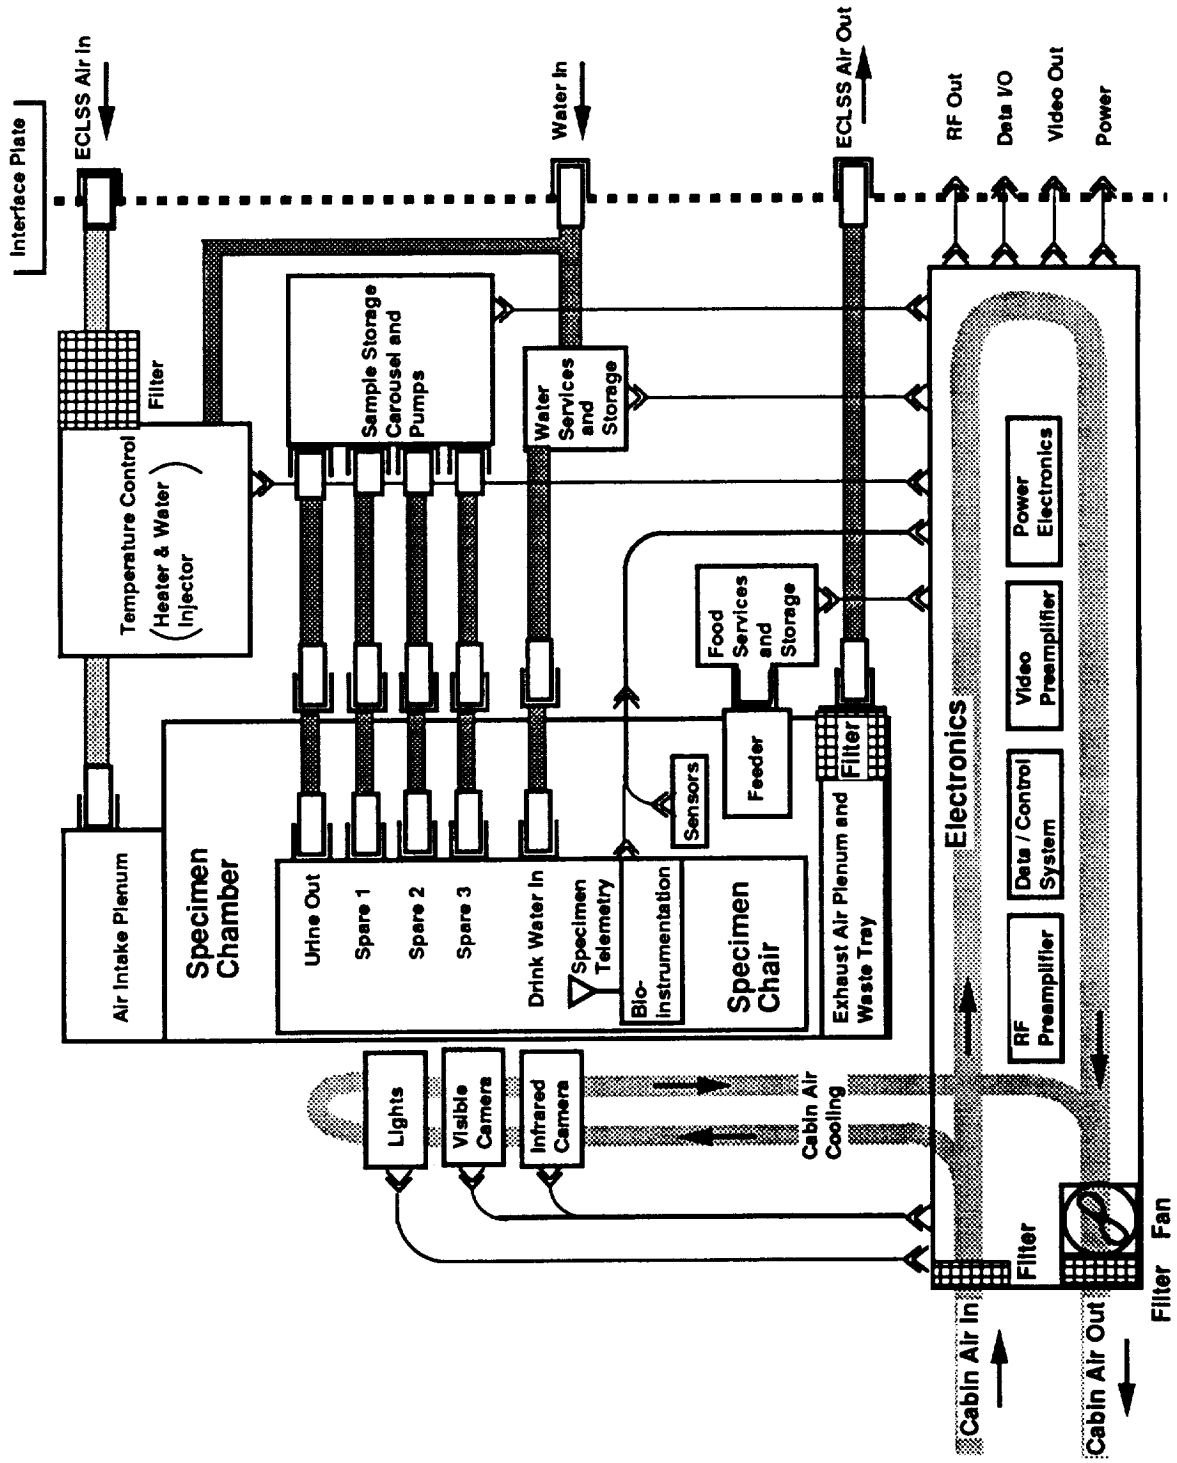 Interface Plate
ECLSS Air In
Water In
ECLSS Air Out
RF Out
Data I/O
Video Out
Power
Filter
Temperature Control
(Heater & Water)
Injector
Sample Storage
Carousel and
Pumps
Water
Services
and
Storage
Food
Services
and
Storage
Feeder
Sensors
Filter
Air Intake Plenum
Specimen
Chamber
Urine Out
Spare 1
Spare 2
Spare 3
Drink Water In
Specimen
Telemetry
Bio-
instrumentation
Specimen
Chair
Exhaust Air Plenum and
Waste Tray
Lights
Visible
Camera
Infrared
Camera
Cabin Air
Cooling
Electronics
Power
Electronics
Video
Preamplifier
Data / Control
System
RF
Preamplifier
Filter
Filter
Fan
Cabin Air In
Cabin Air Out